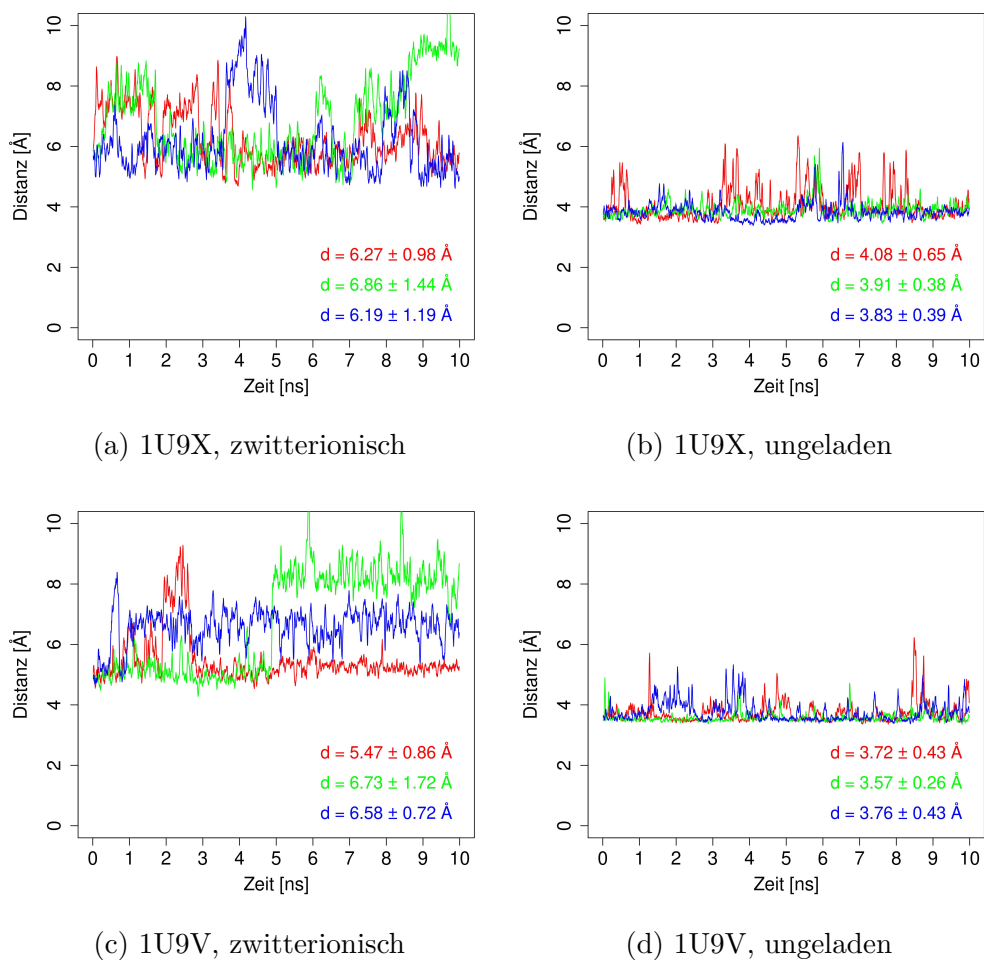 10
8
6
4
2
0
Distanz [Å]
d = 6.27 ± 0.98 Å
d = 6.86 ± 1.44 Å
d = 6.19 ± 1.19 Å
0 1 2 3 4 5 6 7 8 9 10
Zeit [ns]
(a) 1U9X, zwitterionisch
10
8
6
4
2
0
Distanz [Å]
d = 4.08 ± 0.65 Å
d = 3.91 ± 0.38 Å
d = 3.83 ± 0.39 Å
0 1 2 3 4 5 6 7 8 9 10
Zeit [ns]
(b) 1U9X, ungeladen
10
8
6
4
2
0
Distanz [Å]
d = 5.47 ± 0.86 Å
d = 6.73 ± 1.72 Å
d = 6.58 ± 0.72 Å
0 1 2 3 4 5 6 7 8 9 10
Zeit [ns]
(c) 1U9V, zwitterionisch
10
8
6
4
2
0
Distanz [Å]
d = 3.72 ± 0.43 Å
d = 3.57 ± 0.26 Å
d = 3.76 ± 0.43 Å
0 1 2 3 4 5 6 7 8 9 10
Zeit [ns]
(d) 1U9V, ungeladen